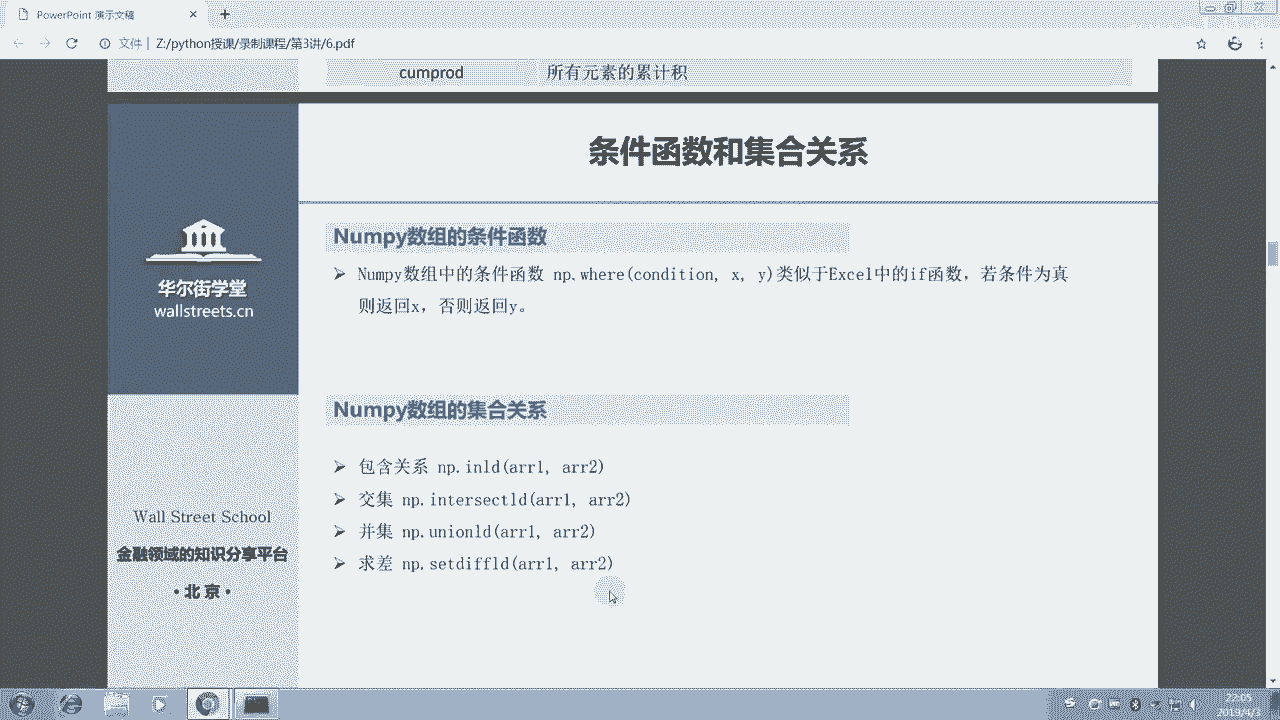 PowerPoint 演示文稿
文件 | Z:/python授课/录制课程/第3讲/6.pdf
cumprod 所有元素的累计积
条件函数和集合关系
华尔街学堂
wallstreets.cn
Wall Street School
金融领域的知识分享平台
• 北 京 •
Numpy数组的条件函数
Numpy数组中的条件函数 np.where(condition, x, y)类似于Excel中的if函数，若条件为真
则返回x，否则返回y。
Numpy数组的集合关系
包含关系 np.in1d(arr1, arr2)
交集 np.intersect1d(arr1, arr2)
并集 np.union1d(arr1, arr2)
求差 np.setdiff1d(arr1, arr2)
22:05
2019/4/3